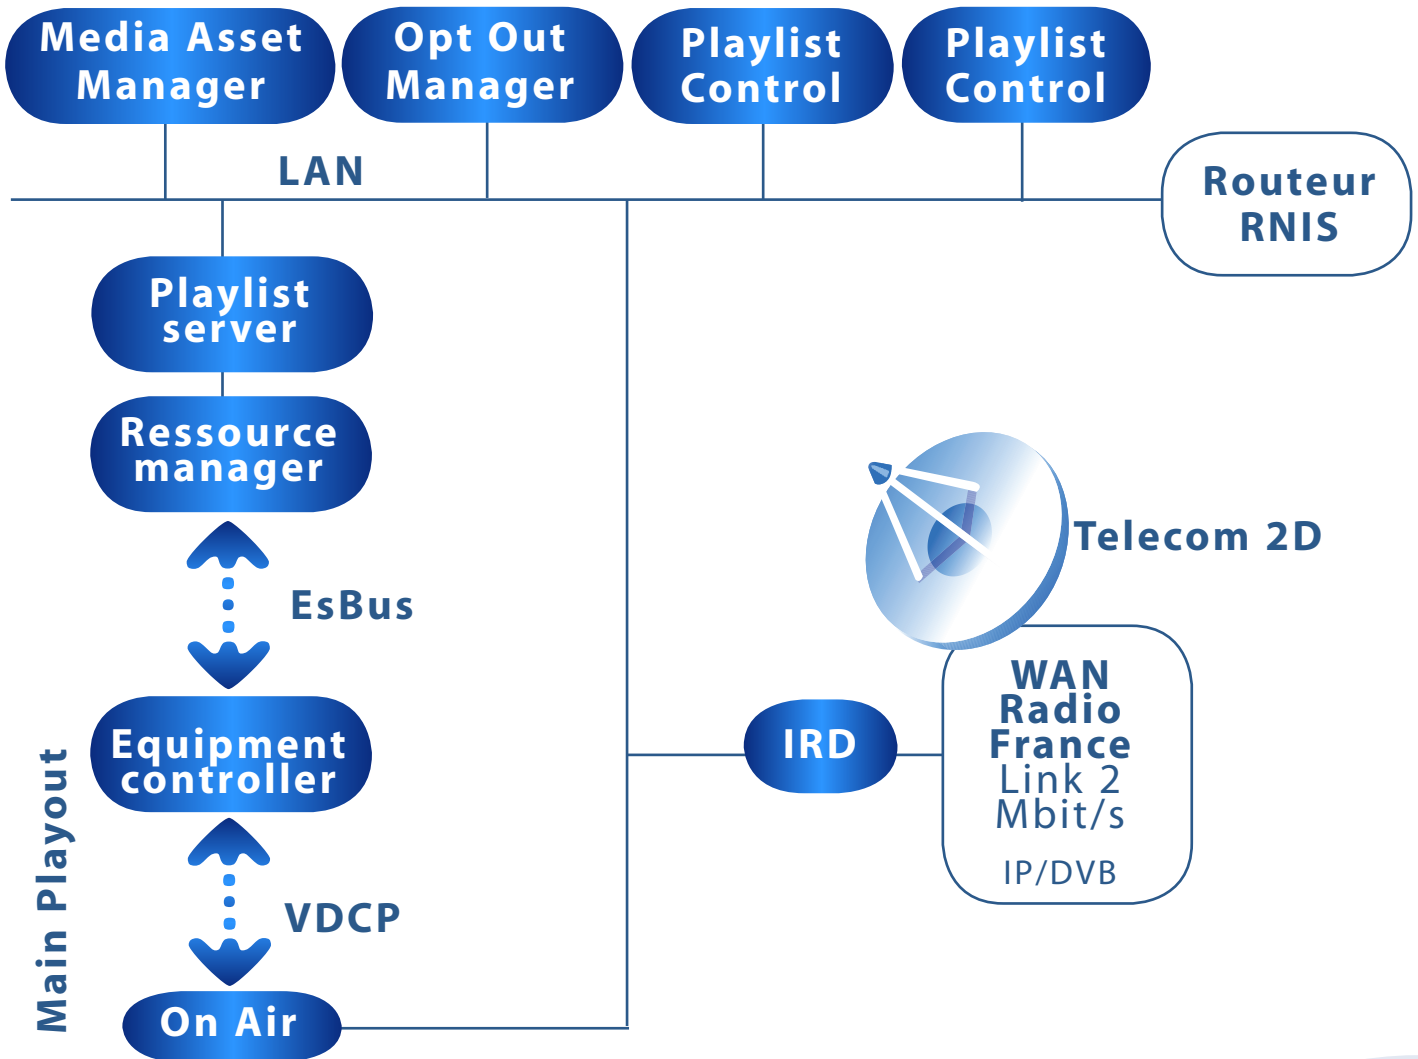 Media Asset
Manager
Opt Out
Manager
Playlist
Control
Playlist
Control
LAN
Routeur
RNIS
Playlist
server
Ressource
manager
EsBus
Telecom 2D
WAN
Radio
France
Link 2
Mbit/s
IP/DVB
IRD
Equipment
controller
VDCP
Main Playout
On Air